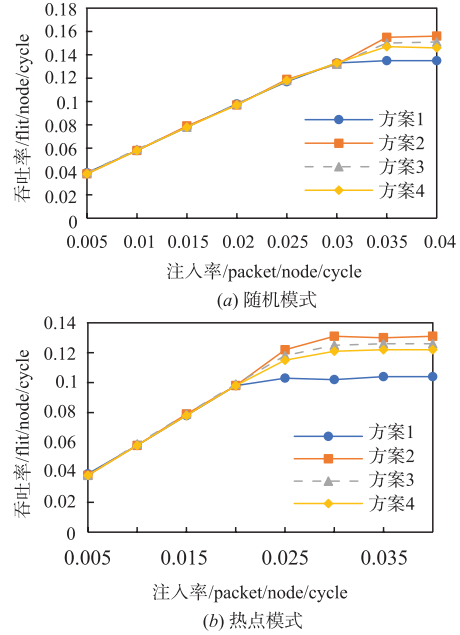 0.18
0.16
0.14
0.12
0.1
0.08
0.06
0.04
0.02
0
吞吐率/flit/node/cycle
方案1
方案2
方案3
方案4
0.005 0.01 0.015 0.02 0.025 0.03 0.035 0.04
注入率/packet/node/cycle
(a) 随机模式
0.14
0.12
0.1
0.08
0.06
0.04
0.02
0
吞吐率/flit/node/cycle
方案1
方案2
方案3
方案4
0.005 0.015 0.025 0.035
注入率/packet/node/cycle
(b) 热点模式